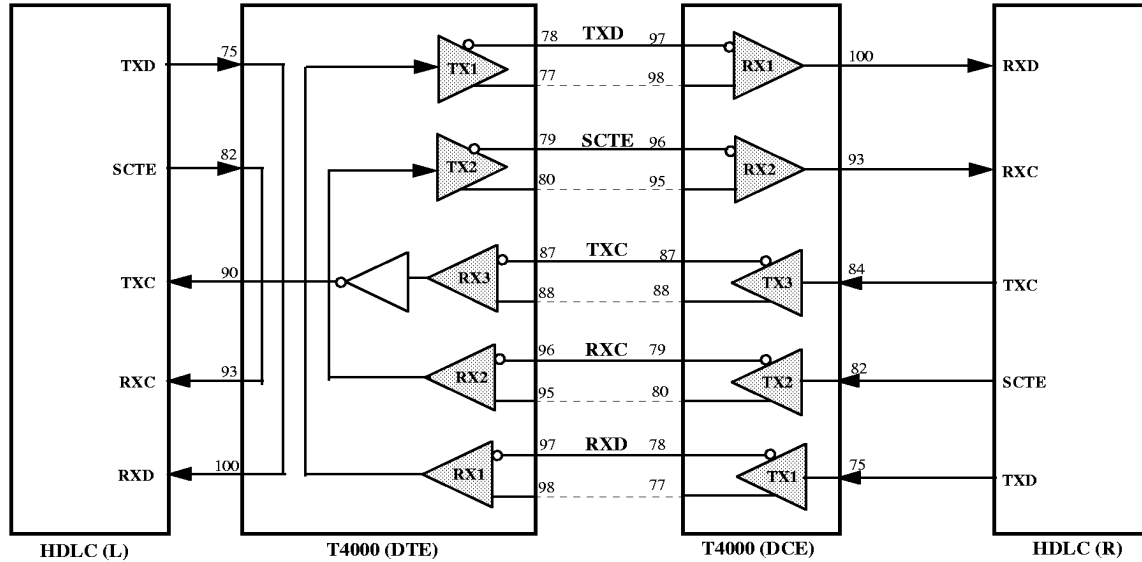 78 TXD 97
75 TXD TX1 RX1 100 RXD
77 98
79 SCTE 96
82 SCTE TX2 RX2 93 RXC
80 95
87 TXC 87
TXC 90 RX3 TX3 84 TXC
88 88
96 RXC 79
RXC 93 RX2 TX2 82 SCTE
95 80
97 RXD 78
RXD 100 RX1 TX1 75 TXD
98 77
HDLC (L) T4000 (DTE) T4000 (DCE) HDLC (R)